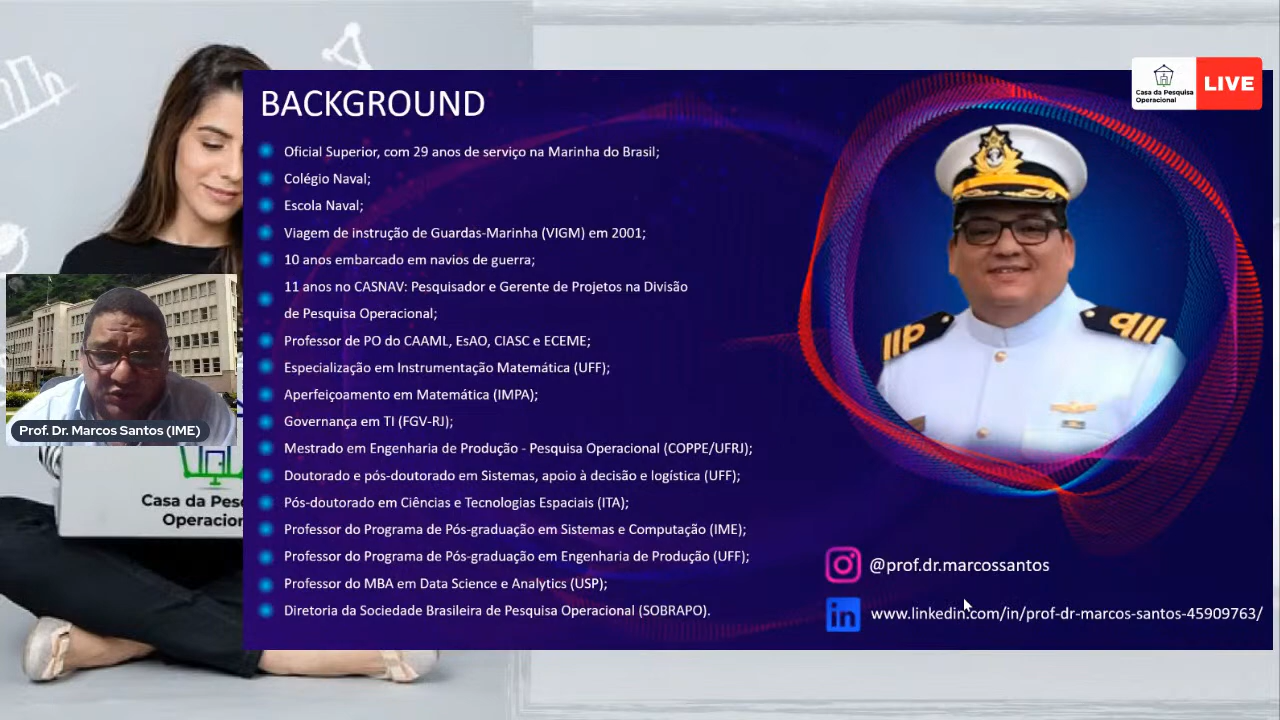 BACKGROUND
Oficial Superior, com 29 anos de serviço na Marinha do Brasil;
Colégio Naval;
Escola Naval;
Viagem de instrução de Guardas-Marinha (VIGM) em 2001;
10 anos embarcado em navios de guerra;
11 anos no CASNAV: Pesquisador e Gerente de Projetos na Divisão
de Pesquisa Operacional;
Professor de PO do CAAML, EsAO, CIASC e ECEME;
Especialização em Instrumentação Matemática (UFF);
Aperfeiçoamento em Matemática (IMPA);
Governança em TI (FGV-RJ);
Mestrado em Engenharia de Produção - Pesquisa Operacional (COPPE/UFRJ);
Doutorado e pós-doutorado em Sistemas, apoio à decisão e logística (UFF);
Pós-doutorado em Ciências e Tecnologias Espaciais (ITA);
Professor do Programa de Pós-graduação em Sistemas e Computação (IME);
Professor do Programa de Pós-graduação em Engenharia de Produção (UFF);
Professor do MBA em Data Science e Analytics (USP);
Diretoria da Sociedade Brasileira de Pesquisa Operacional (SOBRAPO).
Casa da Pesquisa
Operacional
LIVE
@prof.dr.marcossantos
in
www.linkedin.com/in/prof-dr-marcos-santos-45909763/
Prof. Dr. Marcos Santos (IME)
Casa da Pes
Operacion